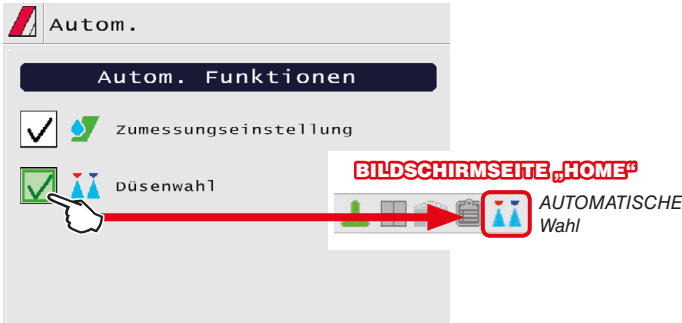 Autom.
Autom. Funktionen
Zumessungseinstellung
Düsenwahl
BILDSCHIRMSEITE „HOME“
AUTOMATISCHE
Wahl